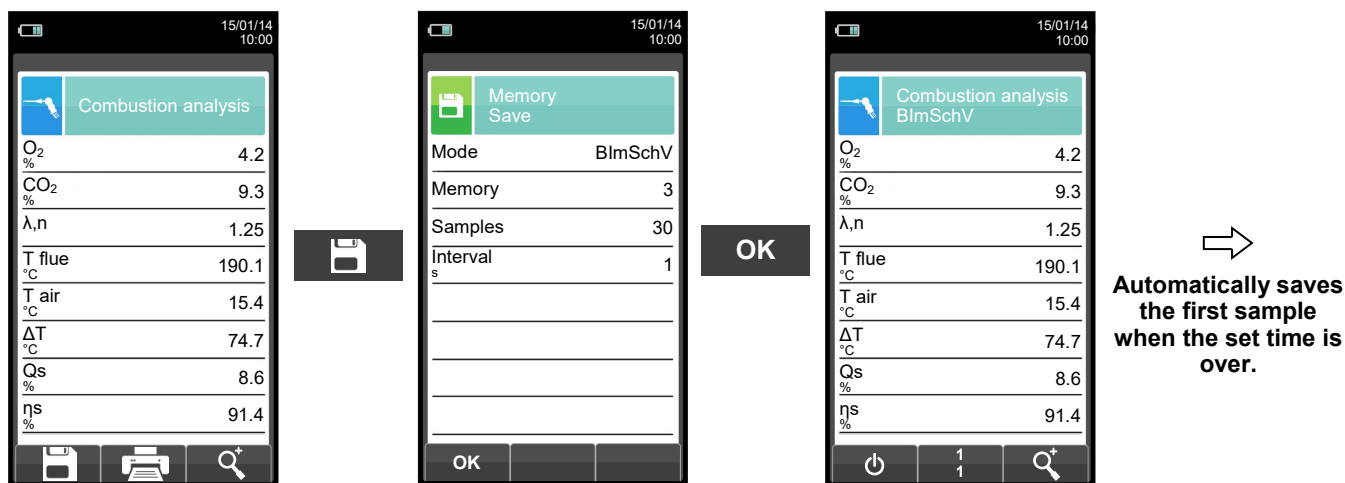 15/01/14
10:00
Combustion analysis
O₂
%
4.2
CO₂
%
9.3
λ,n
1.25
T flue
°C
190.1
T air
°C
15.4
ΔT
°C
74.7
Qs
%
8.6
ηs
%
91.4
15/01/14
10:00
Memory
Save
Mode BImSchV
Memory 3
Samples 30
Interval
s
1
OK
OK
15/01/14
10:00
Combustion analysis
BImSchV
O₂
%
4.2
CO₂
%
9.3
λ,n
1.25
T flue
°C
190.1
T air
°C
15.4
ΔT
°C
74.7
Qs
%
8.6
ηs
%
91.4
1
1
Automatically saves
the first sample
when the set time is
over.